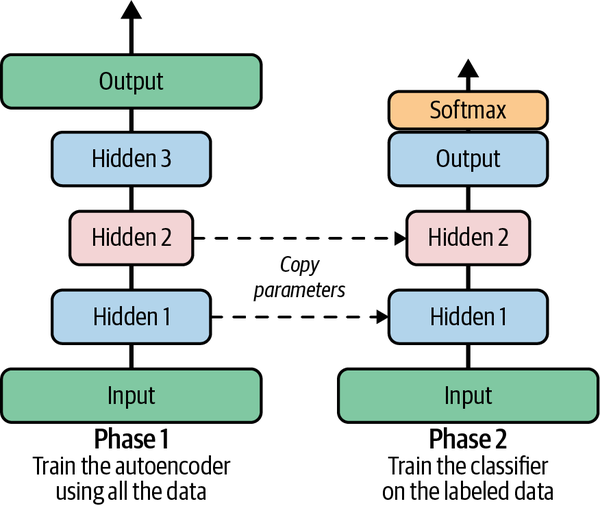 Output
Hidden 3
Hidden 2
Hidden 1
Input
Phase 1
Train the autoencoder
using all the data
Copy
parameters
Softmax
Output
Hidden 2
Hidden 1
Input
Phase 2
Train the classifier
on the labeled data